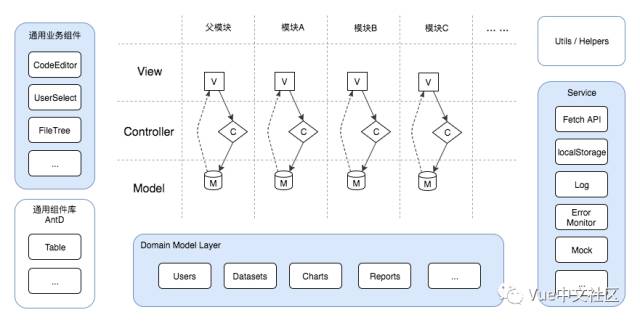 通用业务组件
CodeEditor
UserSelect
FileTree
...
通用组件库
AntD
Table
...
父模块 模块A 模块B 模块C ... ...
View
V V V V
Controller
C C C C
Model
M M M M
Domain Model Layer
Users Datasets Charts Reports ...
Utils / Helpers
Service
Fetch API
localStorage
Log
Error
Monitor
Mock
...
Vue中文社区